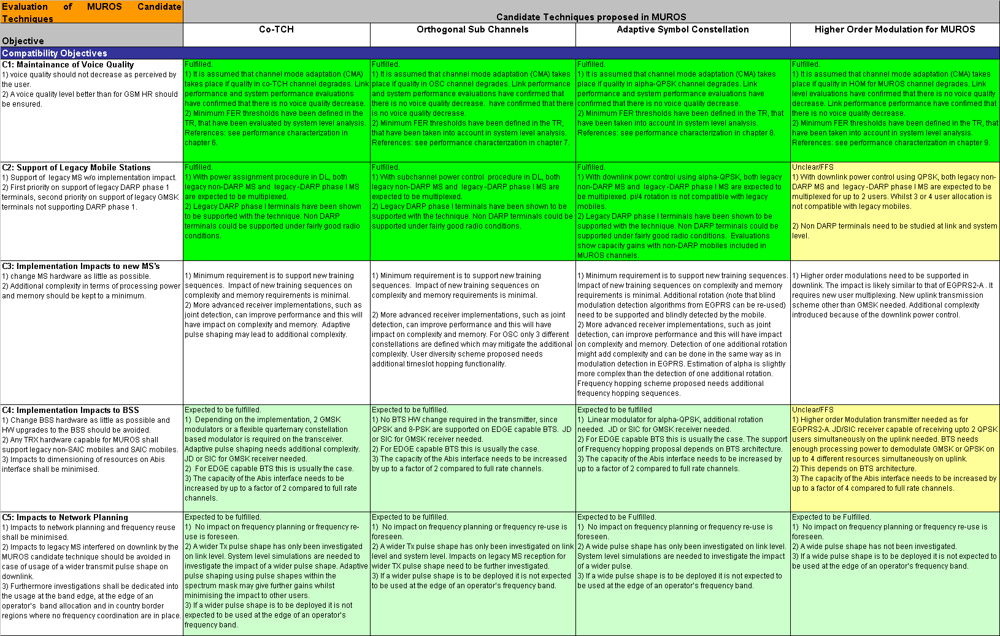 Evaluation of MUROS Candidate
Techniques
Candidate Techniques proposed in MUROS
Objective
Co-TCH
Orthogonal Sub Channels
Adaptive Symbol Constellation
Higher Order Modulation for MUROS
Compatibility Objectives
C1: Maintainance of Voice Quality
1) voice quality should not decrease as perceived by
the user.
2) A voice quality level better than for GSM HR should
be ensured.
Fulfilled.
1) It is assumed that channel mode adaptation (CMA)
takes place if quality in co-TCH channel degrades. Link
performance and system performance evaluations
have confirmed that there is no voice quality decrease.
2) Minimum FER thresholds have been defined in the
TR, that have been evaluated by system level analysis.
References: see performance characterization in
chapter 6.
Fulfilled.
1) It is assumed that channel mode adaptation (CMA) takes
place if quality in OSC channel degrades. Link performance
and system performance evaluations have confirmed that
there is no voice quality decrease.  have confirmed that there
is no voice quality decrease.
2) Minimum FER thresholds have been defined in the TR,
that have been taken into account in system level analysis.
References: see performance characterization in chapter 7.
Fulfilled.
1) It is assumed that channel mode adaptation (CMA) takes
place if quality in alpha-QPSK channel degrades. Link
performance and system performance evaluations have
confirmed that there is no voice quality decrease.
2) Minimum FER thresholds have been defined in the TR, that
have been taken into account in system level analysis.
References: see performance characterization in chapter 8.
Fulfilled.
1) It is assumed that channel mode adaptation (CMA) takes
place if quality in HOM for MUROS channel degrades. Link
level evaluations have confirmed that there is no voice quality
decrease. Link performance performance have confirmed that
there is no voice quality decrease.
2) Minimum FER thresholds have been defined in the TR, that
have been taken into account in system level analysis.
References: see performance characterization in chapter 9.
C2: Support of Legacy Mobile Stations
1) Support of  legacy MS w/o implementation impact.
2) First priority on support of legacy DARP phase 1
terminals, second priority on support of legacy GMSK
terminals not supporting DARP phase 1.
Fulfilled.
1) With power assignment procedure in DL, both
legacy non-DARP MS and  legacy -DARP phase I MS
are expected to be multiplexed.
2) Legacy DARP phase I terminals have been shown
to be supported with the technique. Non DARP
terminals could be supported under fairly good radio
conditions.
Fulfilled.
1) With subchannel power control  procedure in DL, both
legacy non-DARP MS and  legacy -DARP phase I MS are
expected to be multiplexed.
2) Legacy DARP phase I terminals have been shown to be
supported with the technique. Non DARP terminals could be
supported under fairly good radio conditions.
Fulfilled.
1) With downlink powr control using alpha-QPSK, both legacy
non-DARP MS and  legacy -DARP phase I MS are expected to
be multiplexed. pi/4 rotation is not compatible with legacy
mobiles.
2) Legacy DARP phase I terminals have been shown to be
supported with the technique. Non DARP terminals could be
supported under fairly good radio conditions.  Evaluations
show capacity gains with non-DARP mobiles included in
MUROS channels.
Unclear/FFS
1) With downlink power control using QPSK, both legacy non-
DARP MS and  legacy -DARP phase I MS are expected to be
multiplexed for up to 2 users. Whilst 3 or 4 user allocation is
not compatible with legacy mobiles.
2) Non DARP terminals need to be studied at link and system
level.
C3: Implementation Impacts to new MS's
1) change MS hardware as little as possible.
2) Additional complexity in terms of processing power
and memory should be kept to a minimum.
1) Minimum requirement is to support new training
sequences.  Impact of new training sequences on
complexity and memory requirements is minimal.
2) More advanced receiver implementations, such as
joint detection, can improve performance and this will
have impact on complexity and memory.  Adaptive
pulse shaping may lead to additional complexity.
1) Minimum requirement is to support new training
sequences.  Impact of new training sequences on
complexity and memory requirements is minimal.
2) More advanced receiver implementations, such as joint
detection, can improve performance and this will have
impact on complexity and memory. For OSC only 3 different
constellations are defined which may mitigate the additional
complexity. User diversity scheme proposed needs
additional timeslot hopping functionality.
1) Minimum requirement is to support new training sequences.
Impact of new training sequences on complexity and memory
requirements is minimal. Additional rotation (note that blind
modulation detection algorithms from EGPRS can be re-used)
need to be supported and blindly detected by the mobile.
2) More advanced receiver implementations, such as joint
detection, can improve performance and this will have impact
on complexity and memory. Detection of one additional rotation
might add complexity and can be done in the same way as in
modulation detection in EGPRS. Estimation of alpha is slightly
more complex than the detection of one additional rotation.
Frequency hopping scheme proposed needs additional
frequency hopping sequences.
1) Higher order modulations need to be supported in
downlink. The impact is likely similar to that of EGPRS2-A . It
requires new user multiplexing. New uplink transmission
scheme other than GMSK needed. Additional complexity
introduced because of the downlink power control.
C4: Implementation Impacts to BSS
1) Change BSS hardware as little as possible and
HW upgrades to the BSS should be avoided.
2) Any TRX hardware capable for MUROS shall
support legacy non-SAIC mobiles and SAIC mobiles.
3) Impacts to dimensioning of resources on Abis
interface shall be minimised.
Expected to be fulfilled.
1)  Depending on the implementation, 2 GMSK
modulators or a flexible quarternary constellation
based modulator is required on the transceiver.
Adaptive pulse shaping needs additional complexity.
JD or SIC for GMSK receiver needed.
2)  For EDGE capable BTS this is usually the case.
3) The capacity of the Abis interface needs to be
increased by up to a factor of 2 compared to full rate
channels.
Expected to be fulfilled.
1) No BTS HW change required in the transmitter, since
QPSK and 8-PSK are supported on EDGE capable BTS.  JD
or SIC for GMSK receiver needed.
2) For EDGE capable BTS this is usually the case.
3) The capacity of the Abis interface needs to be increased
by up to a factor of 2 compared to full rate channels.
Expected to be fulfilled
1)  Linear modulator for alpha-QPSK, additional rotation
needed.  JD or SIC for GMSK receiver needed.
2) For EDGE capable BTS this is usually the case. The support
of Frequency hopping proposal depends on BTS architecture.
3) The capacity of the Abis interface needs to be increased by
up to a factor of 2 compared to full rate channels.
Unclear/FFS
1) Higher order Modulation transmitter needed as for
EGPRS2-A. JD/SIC receiver capable of receiving upto 2 QPSK
users simultaneously on the uplink needed. BTS needs
enough processing power to demodulate GMSK or QPSK on
up to 4 different resources simultaneously on uplink.
2) This depends on BTS architecture.
3) The capacity of the Abis interface needs to be increased by
up to a factor of 4 compared to full rate channels.
C5: Impacts to Network Planning
1) Impacts to network planning and frequency reuse
shall be minimised.
2) Impacts to legacy MS interfered on downlink by the
MUROS candidate technique should be avoided in
case of usage of a wider transmit pulse shape on
downlink.
3) Furthermore investigations shall be dedicated into
the usage at the band edge, at the edge of an
operator's  band allocation and in country border
regions where no frequency coordination are in place.
Expected to be fulfilled.
1)  No impact on frequency planning or frequency re-
use is foreseen.
2) A wider Tx pulse shape has only been investigated
on link level. System level simulations are needed to
investigate the impact of a wider pulse shape. Adaptive
pulse shaping using pulse shapes within the
spectrum mask may give further gains whilst
minimising the impact to other users.
3) If a wider pulse shape is to be deployed it is not
expected to be used at the edge of an operator's
frequency band.
Expected to be fulfilled.
1)  No impact on frequency planning or frequency re-use is
foreseen.
2) A wider Tx pulse shape has only been investigated on link
level and system level. Impacts on legacy MS reception for
wider TX pulse shape need to be further investigated.
3) If a wider pulse shape is to be deployed it is not expected
to be used at the edge of an operator's frequency band.
Expected to be Fulfilled.
1)  No impact on frequency planning or frequency re-use is
foreseen.
2) A wide pulse shape has only been investigated on link level.
System level simulations are needed to investigate the impact
of a wider pulse.
3) If a wide pulse shape is to be deployed it is not expected to
be used at the edge of an operator's frequency band.
Expected to be Fulfilled.
1)  No impact on frequency planning or frequency re-use is
foreseen.
2) A wide pulse shape has not been investigated.
3) If a wide pulse shape is to be deployed it is not expected to
be used at the edge of an operator's frequency band.